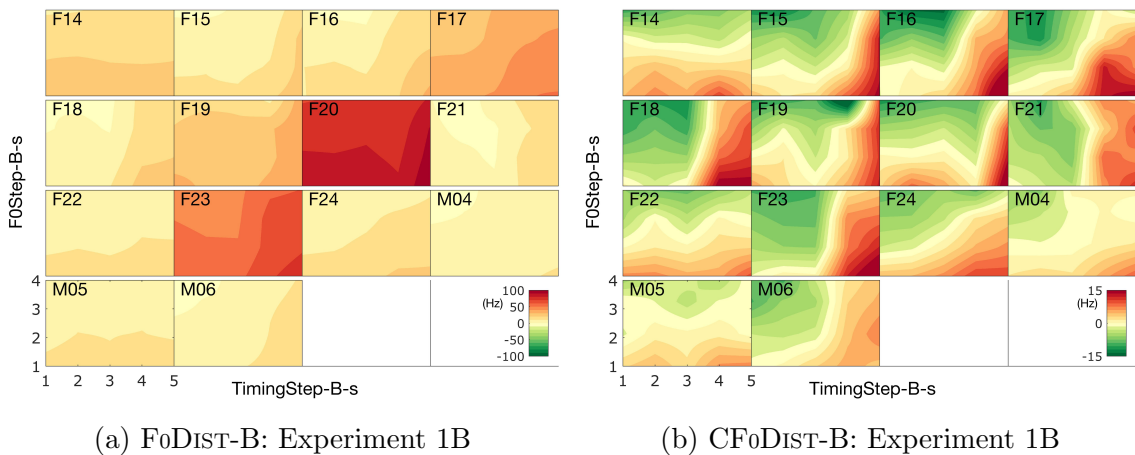 F14 F15 F16 F17
F18 F19 F20 F21
F22 F23 F24 M04
M05 M06
F0Step-B-s
4
3
2
1
1 2 3 4 5
TimingStep-B-s
(Hz)
100
50
0
-50
-100
(a) F0DIST-B: Experiment 1B
F14 F15 F16 F17
F18 F19 F20 F21
F22 F23 F24 M04
M05 M06
F0Step-B-s
4
3
2
1
1 2 3 4 5
TimingStep-B-s
(Hz)
15
0
-15
(b) CF0DIST-B: Experiment 1B